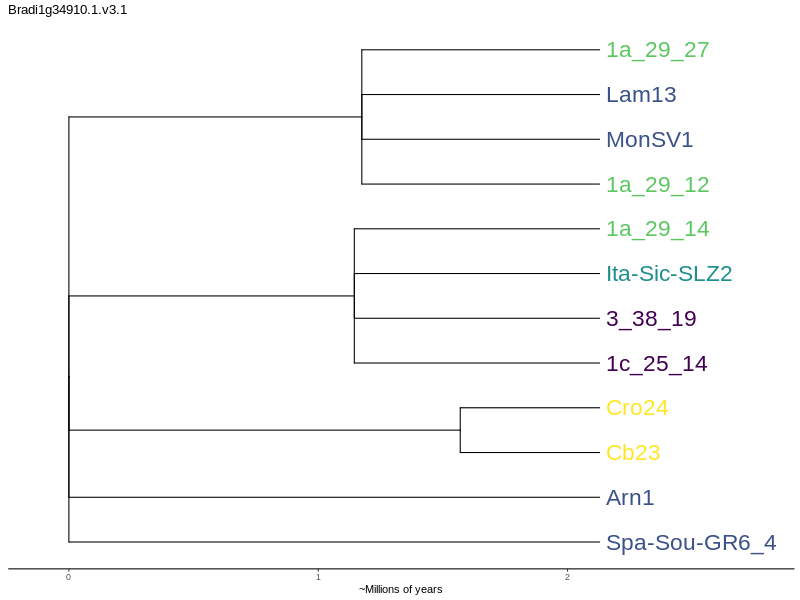 Bradi1g34910.1.v3.1
1a_29_27
Lam13
MonSV1
1a_29_12
1a_29_14
Ita-Sic-SLZ2
3_38_19
1c_25_14
Cro24
Cb23
Arn1
Spa-Sou-GR6_4
0 1 2
~Millions of years